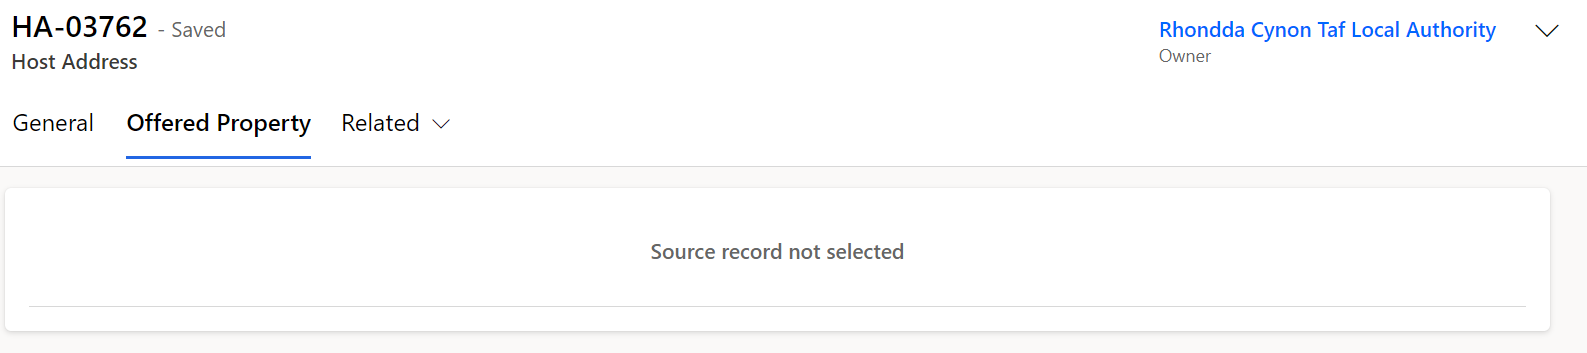 HA-03762 - Saved
Host Address
Rhondda Cynon Taf Local Authority
Owner
General Offered Property Related
Source record not selected